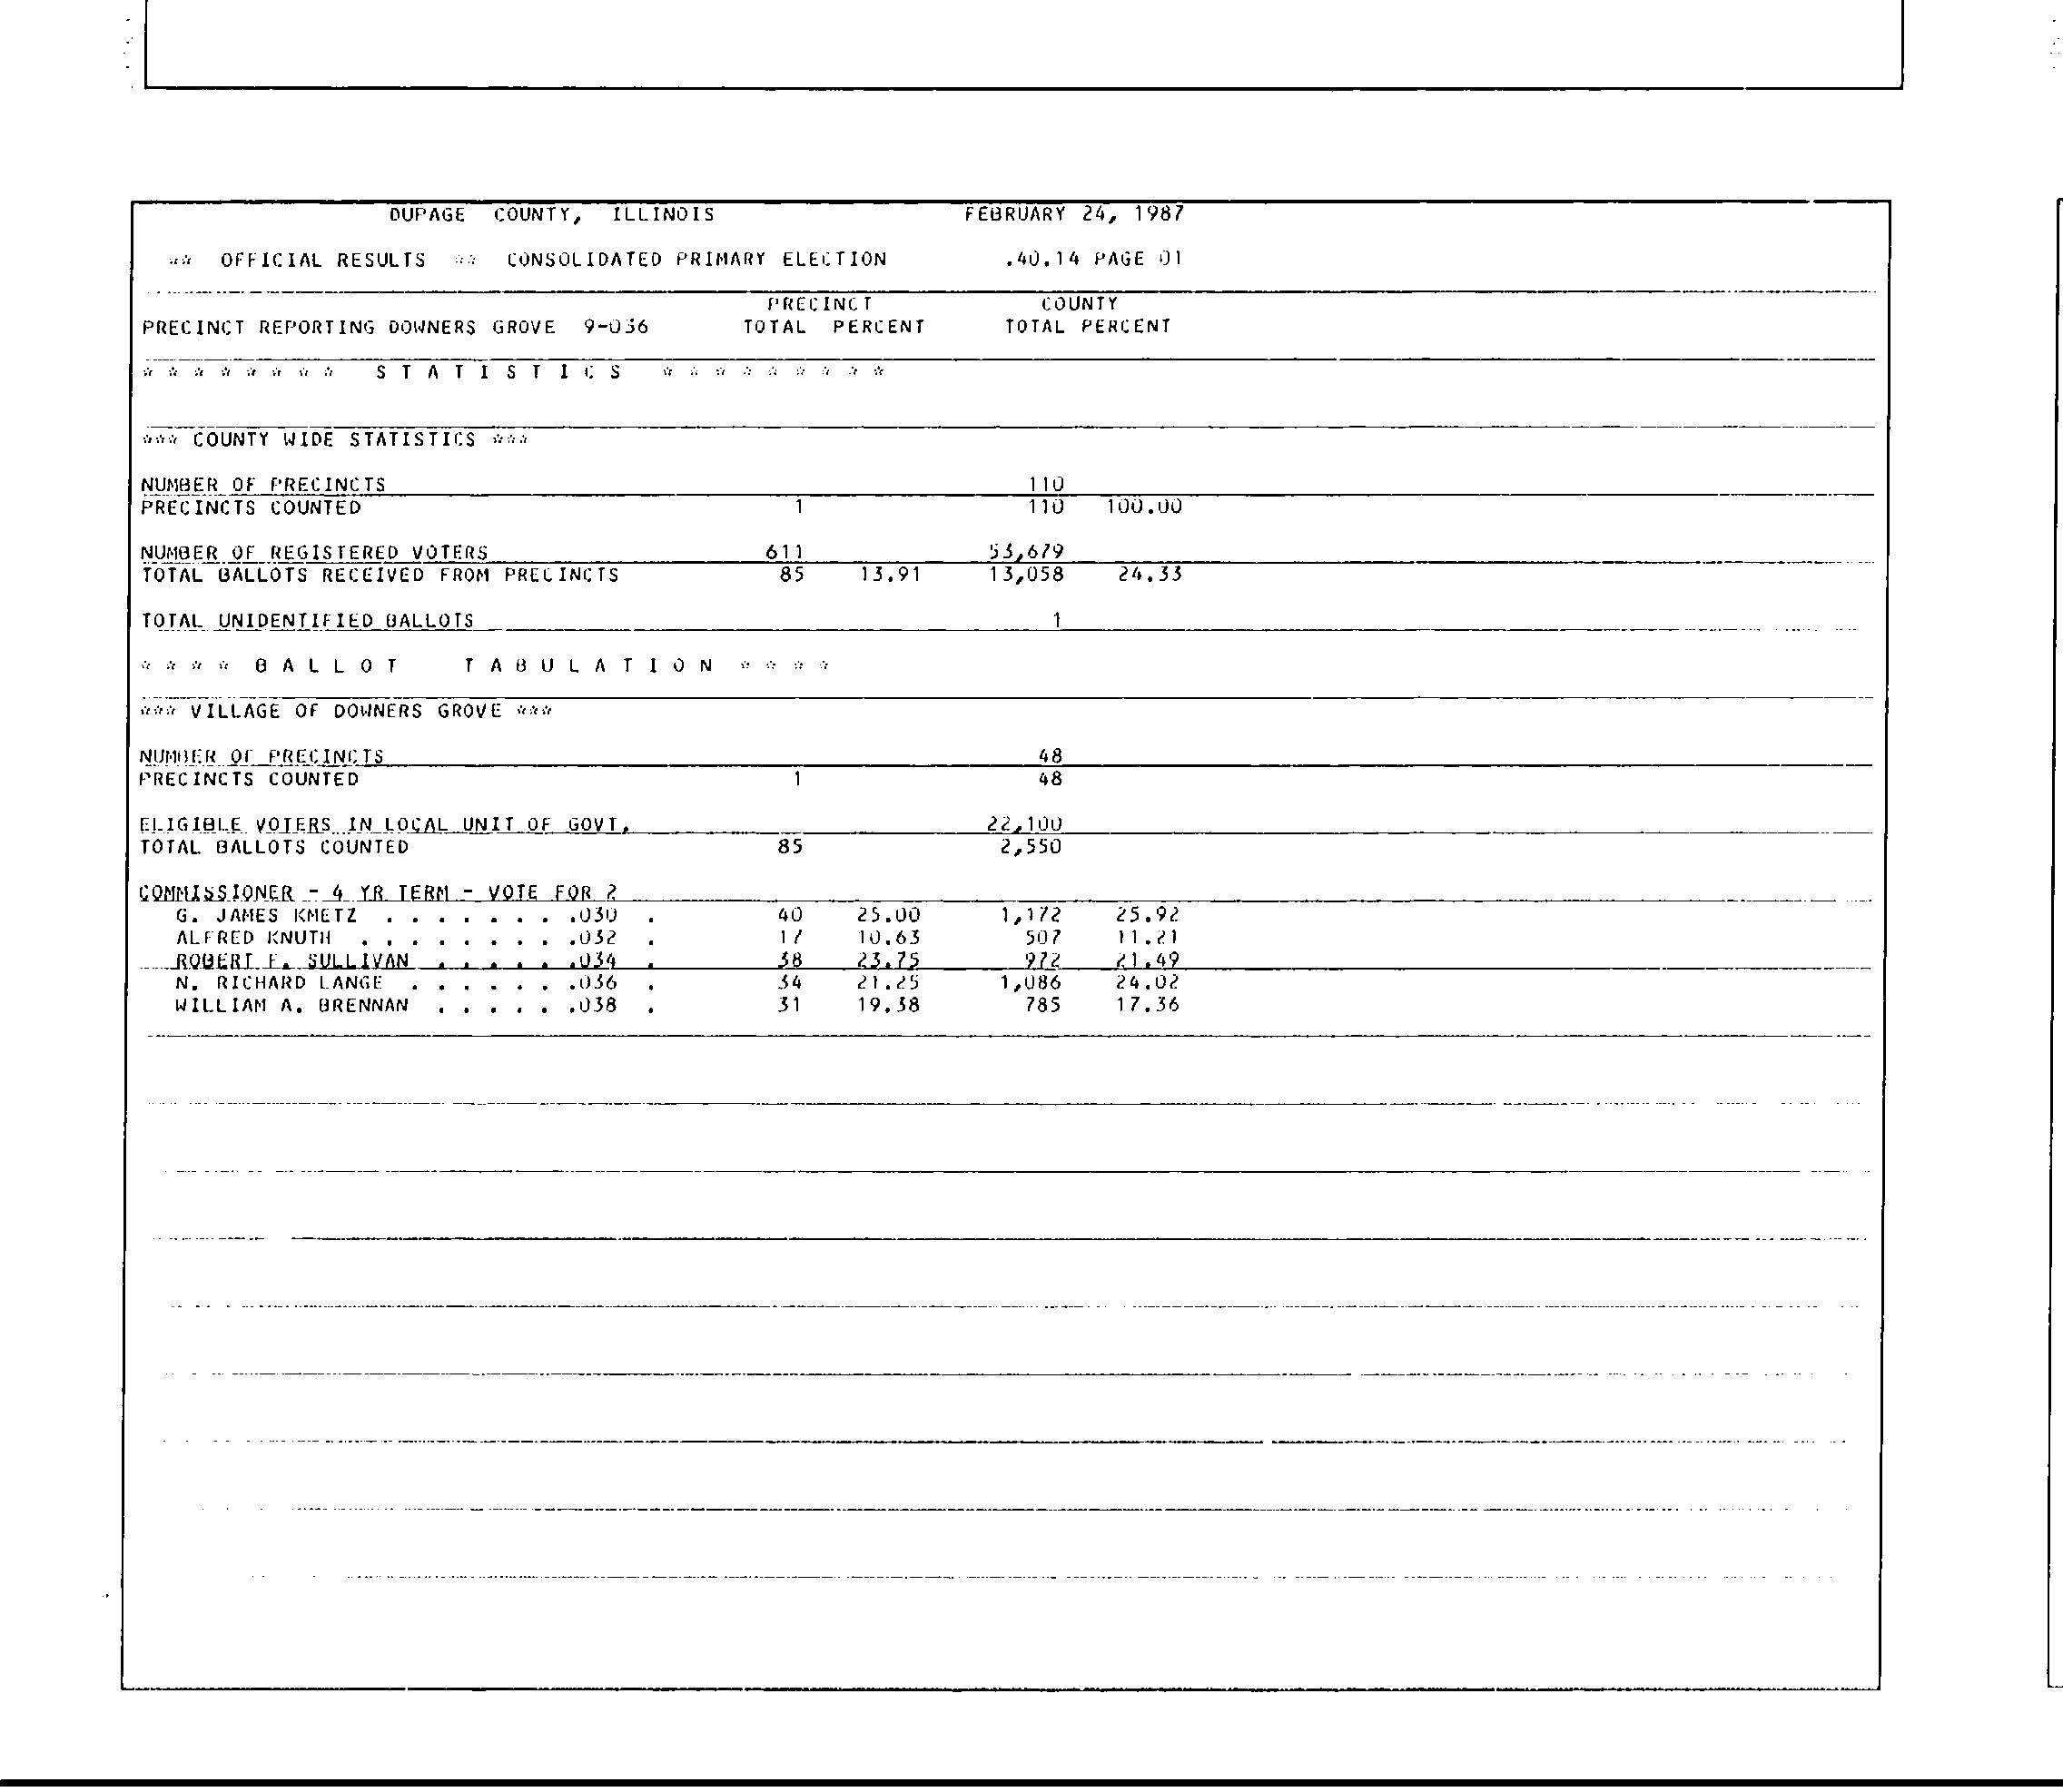 DUPAGE COUNTY, ILLINOIS FEBRUARY 24, 1987
** OFFICIAL RESULTS ** CONSOLIDATED PRIMARY ELECTION .40.14 PAGE 01
PRECINCT COUNTY
PRECINCT REPORTING DOWNERS GROVE 9-036 TOTAL PERCENT TOTAL PERCENT
* * * * * * * * S T A T I S T I C S * * * * * * * * *
*** COUNTY WIDE STATISTICS ***
NUMBER OF PRECINCTS 110
PRECINCTS COUNTED 1 110 100.00
NUMBER OF REGISTERED VOTERS 611 53,679
TOTAL BALLOTS RECEIVED FROM PRECINCTS 85 13.91 13,058 24.33
TOTAL UNIDENTIFIED BALLOTS 1
* * * * B A L L O T T A B U L A T I O N * * * *
*** VILLAGE OF DOWNERS GROVE ***
NUMBER OF PRECINCTS 48
PRECINCTS COUNTED 1 48
ELIGIBLE VOTERS IN LOCAL UNIT OF GOVT. 22,100
TOTAL BALLOTS COUNTED 85 2,550
COMMISSIONER - 4 YR TERM - VOTE FOR 2
G. JAMES KMETZ . . . . . . . .030 . 40 25.00 1,172 25.92
ALFRED KNUTH . . . . . . . . .032 . 17 10.63 507 11.21
ROBERT F. SULLIVAN . . . . . .034 . 38 23.75 972 21.49
N. RICHARD LANGE . . . . . . .036 . 34 21.25 1,086 24.02
WILLIAM A. BRENNAN . . . . . .038 . 31 19.38 785 17.36